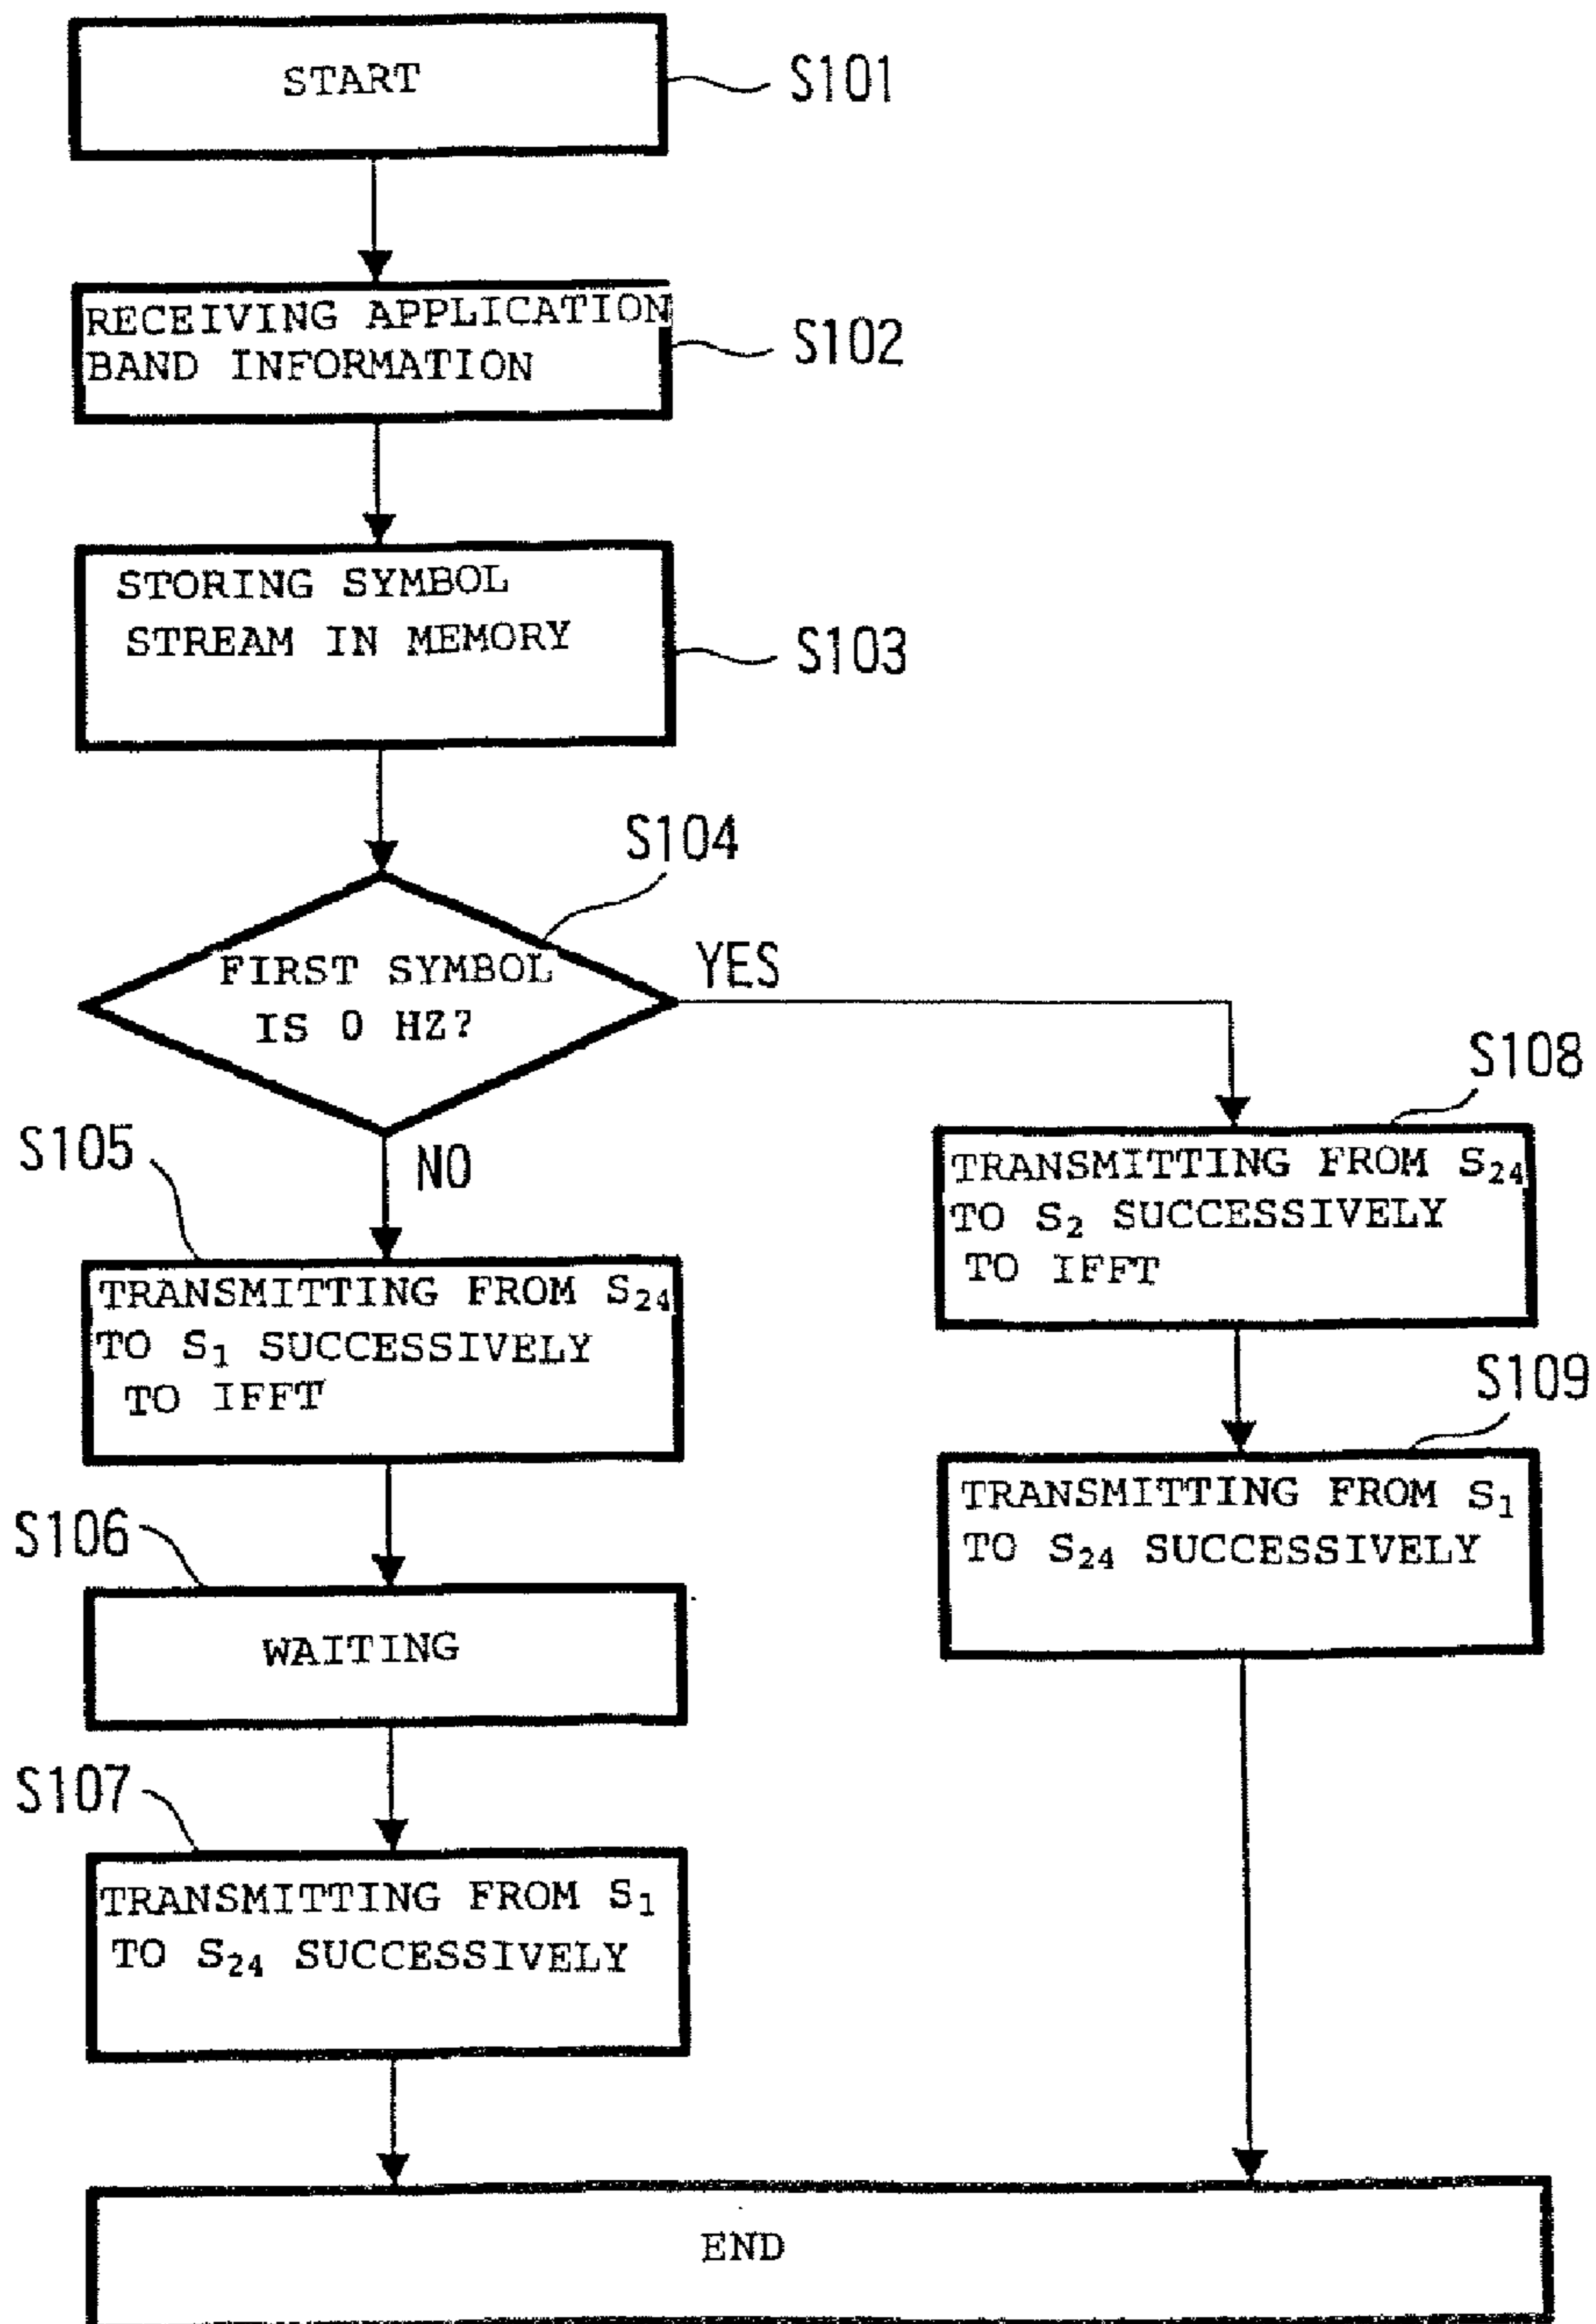 START
S101
RECEIVING APPLICATION
BAND INFORMATION
S102
STORING SYMBOL
STREAM IN MEMORY
S103
S104
FIRST SYMBOL
IS 0 HZ?
YES
NO
S105
TRANSMITTING FROM S₂₄
TO S₁ SUCCESSIVELY
TO IFFT
S106
WAITING
S107
TRANSMITTING FROM S₁
TO S₂₄ SUCCESSIVELY
S108
TRANSMITTING FROM S₂₄
TO S₂ SUCCESSIVELY
TO IFFT
S109
TRANSMITTING FROM S₁
TO S₂₄ SUCCESSIVELY
END